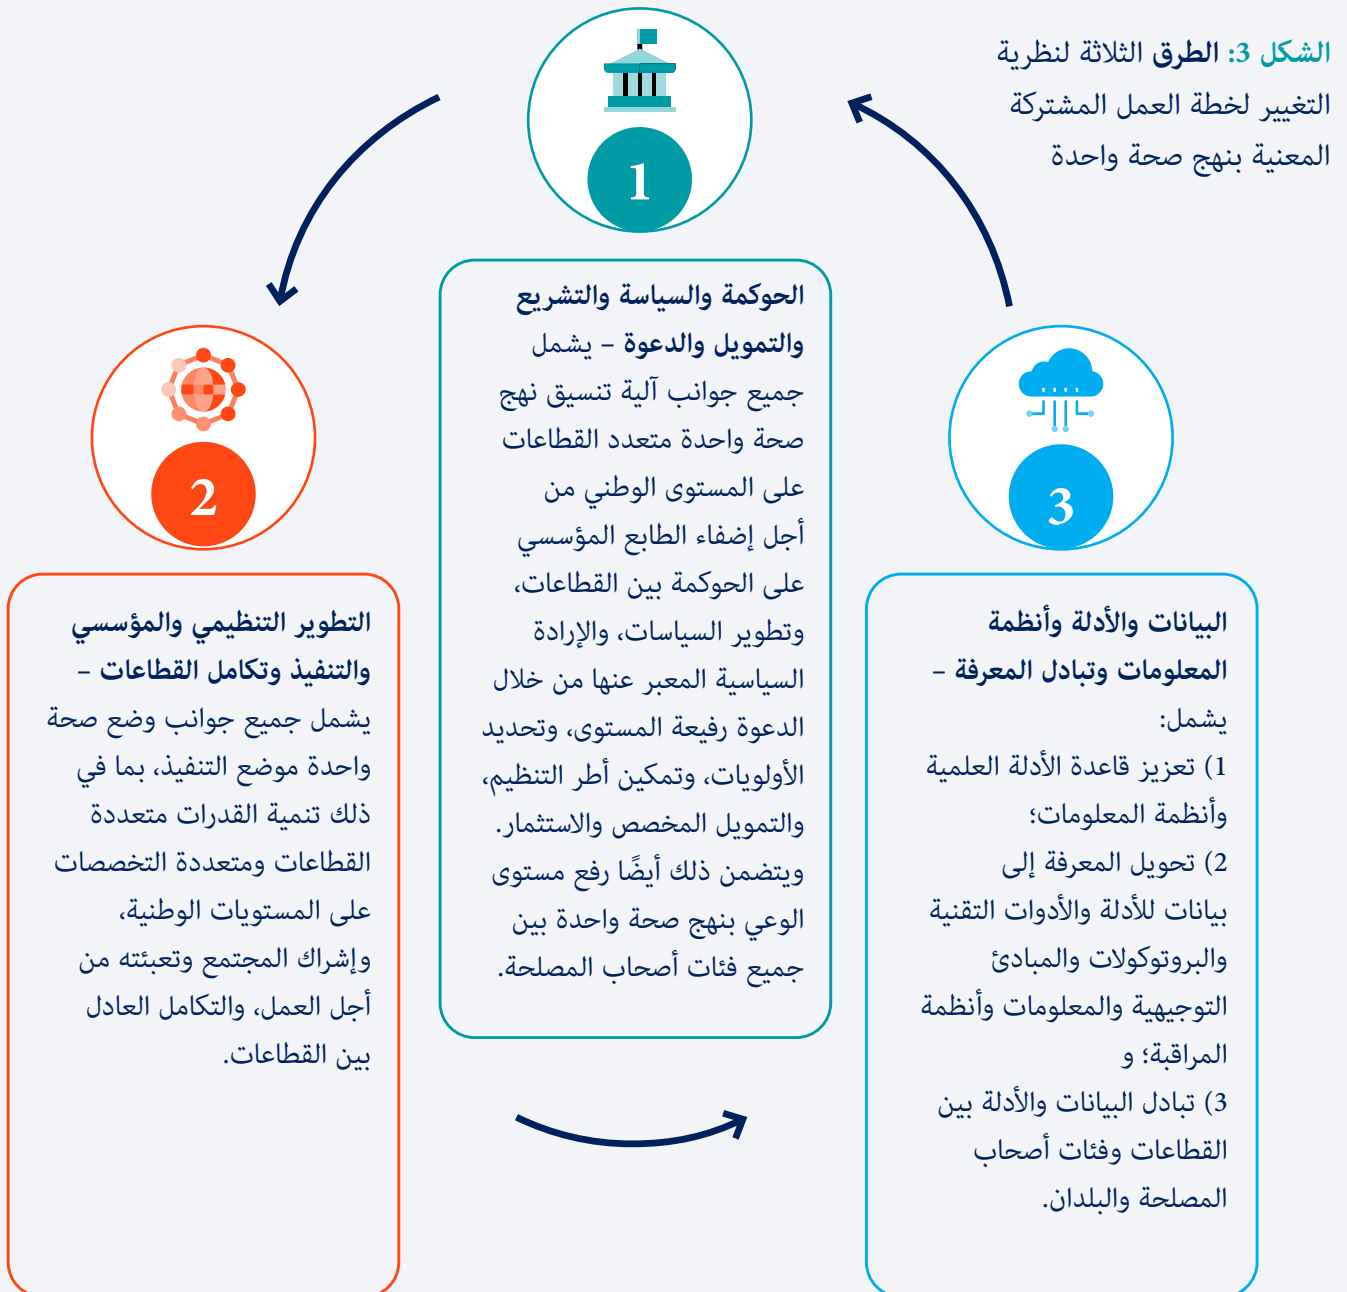 الشكل 3: الطرق الثلاثة لنظرية
التغيير لخطة العمل المشتركة
المعنية بنهج صحة واحدة
1
الحوكمة والسياسة والتشريع
والتمويل والدعوة – يشمل
جميع جوانب آلية تنسيق نهج
صحة واحدة متعدد القطاعات
على المستوى الوطني من
أجل إضفاء الطابع المؤسسي
على الحوكمة بين القطاعات،
وتطوير السياسات، والإرادة
السياسية المعبر عنها من خلال
الدعوة رفيعة المستوى، وتحديد
الأولويات، وتمكين أطر التنظيم،
والتمويل المخصص والاستثمار.
ويتضمن ذلك أيضًا رفع مستوى
الوعي بنهج صحة واحدة بين
جميع فئات أصحاب المصلحة.
2
التطوير التنظيمي والمؤسسي
والتنفيذ وتكامل القطاعات –
يشمل جميع جوانب وضع صحة
واحدة موضع التنفيذ، بما في
ذلك تنمية القدرات متعددة
القطاعات ومتعددة التخصصات
على المستويات الوطنية،
وإشراك المجتمع وتعبئته من
أجل العمل، والتكامل العادل
بين القطاعات.
3
البيانات والأدلة وأنظمة
المعلومات وتبادل المعرفة –
يشمل:
1) تعزيز قاعدة الأدلة العلمية
وأنظمة المعلومات؛
2) تحويل المعرفة إلى
بيانات للأدلة والأدوات التقنية
والبروتوكولات والمبادئ
التوجيهية والمعلومات وأنظمة
المراقبة؛ و
3) تبادل البيانات والأدلة بين
القطاعات وفئات أصحاب
المصلحة والبلدان.